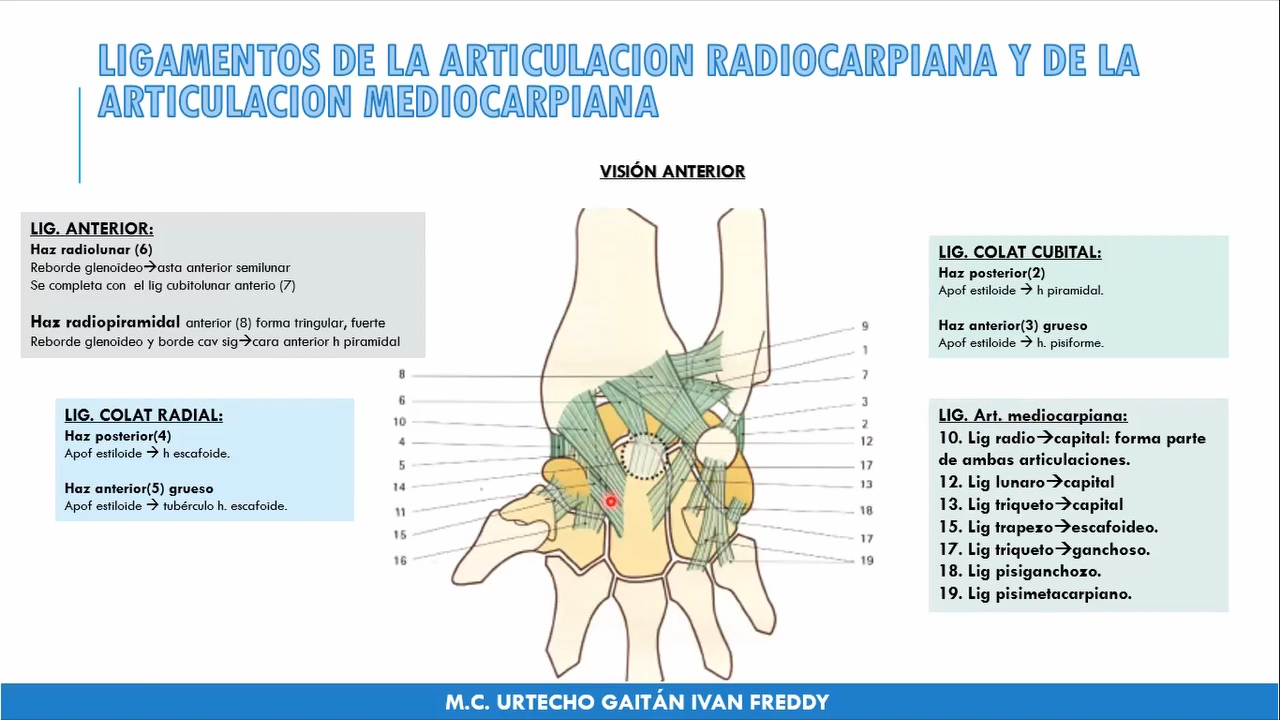 LIGAMENTOS DE LA ARTICULACION RADIOCARPIANA Y DE LA
ARTICULACION MEDIOCARPIANA
VISIÓN ANTERIOR
LIG. ANTERIOR:
Haz radiolunar (6)
Reborde glenoideo→asta anterior semilunar
Se completa con el lig cubitolunar anterio (7)
Haz radiopiramidal anterior (8) forma tringular, fuerte
Reborde glenoideo y borde cav sig→cara anterior h piramidal
LIG. COLAT RADIAL:
Haz posterior(4)
Apof estiloide → h escafoide.
Haz anterior(5) grueso
Apof estiloide → tubérculo h. escafoide.
8
6
10
4
5
14
11
15
16
9
1
7
3
2
12
17
13
18
17
19
LIG. COLAT CUBITAL:
Haz posterior(2)
Apof estiloide → h piramidal.
Haz anterior(3) grueso
Apof estiloide → h. pisiforme.
LIG. Art. mediocarpiana:
10. Lig radio→capital: forma parte
de ambas articulaciones.
12. Lig lunaro→capital
13. Lig triqueto→capital
15. Lig trapezo→escafoideo.
17. Lig triqueto→ganchoso.
18. Lig pisiganchozo.
19. Lig pisimetacarpiano.
M.C. URTECHO GAITÁN IVAN FREDDY